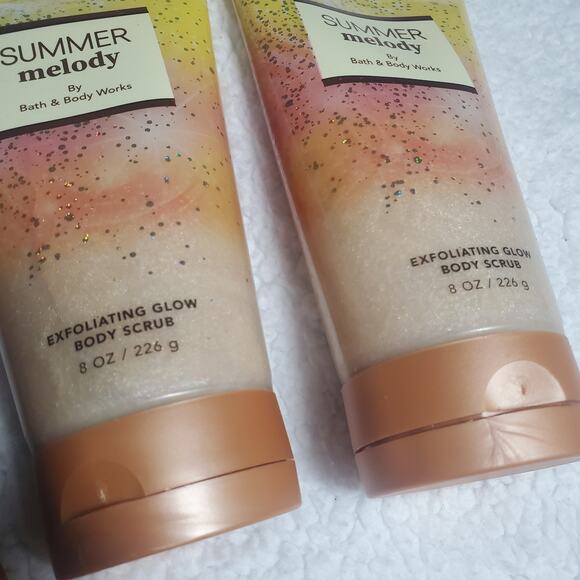 SUMMER
melody
By
Bath & Body Works
EXFOLIATING GLOW
BODY SCRUB
8 OZ / 226 g
SUMMER
melody
By
Bath & Body Works
EXFOLIATING GLOW
BODY SCRUB
8 OZ / 226 g